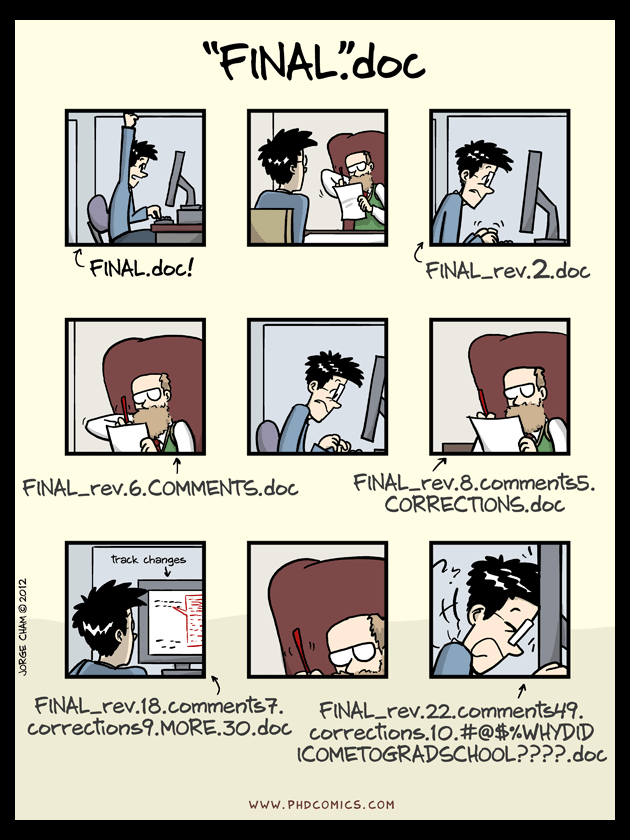 "FINAL".doc
FINAL.doc!
FINAL_rev.2.doc
FINAL_rev.6.COMMENTS.doc
FINAL_rev.8.comments5.
CORRECTIONS.doc
track changes
FINAL_rev.18.comments7.
corrections9.MORE.30.doc
FINAL_rev.22.comments49.
corrections.10.#@$%WHYDID
ICOMETOGRADSCHOOL????.doc
JORGE CHAM © 2012
WWW.PHDCOMICS.COM